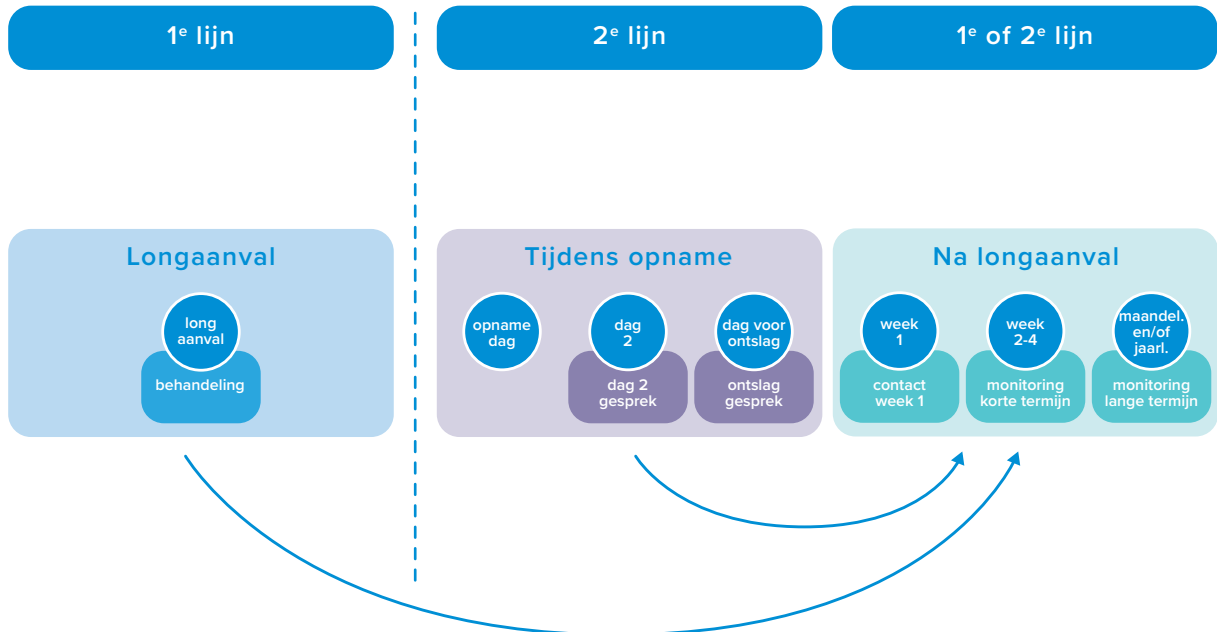 1e lijn
2e lijn
1e of 2e lijn
Longaanval
long
aanval
behandeling
Tijdens opname
opname
dag
dag
2
dag 2
gesprek
dag voor
ontslag
ontslag
gesprek
Na longaanval
week
1
contact
week 1
week
2-4
monitoring
korte termijn
maandel.
en/of
jaarl.
monitoring
lange termijn